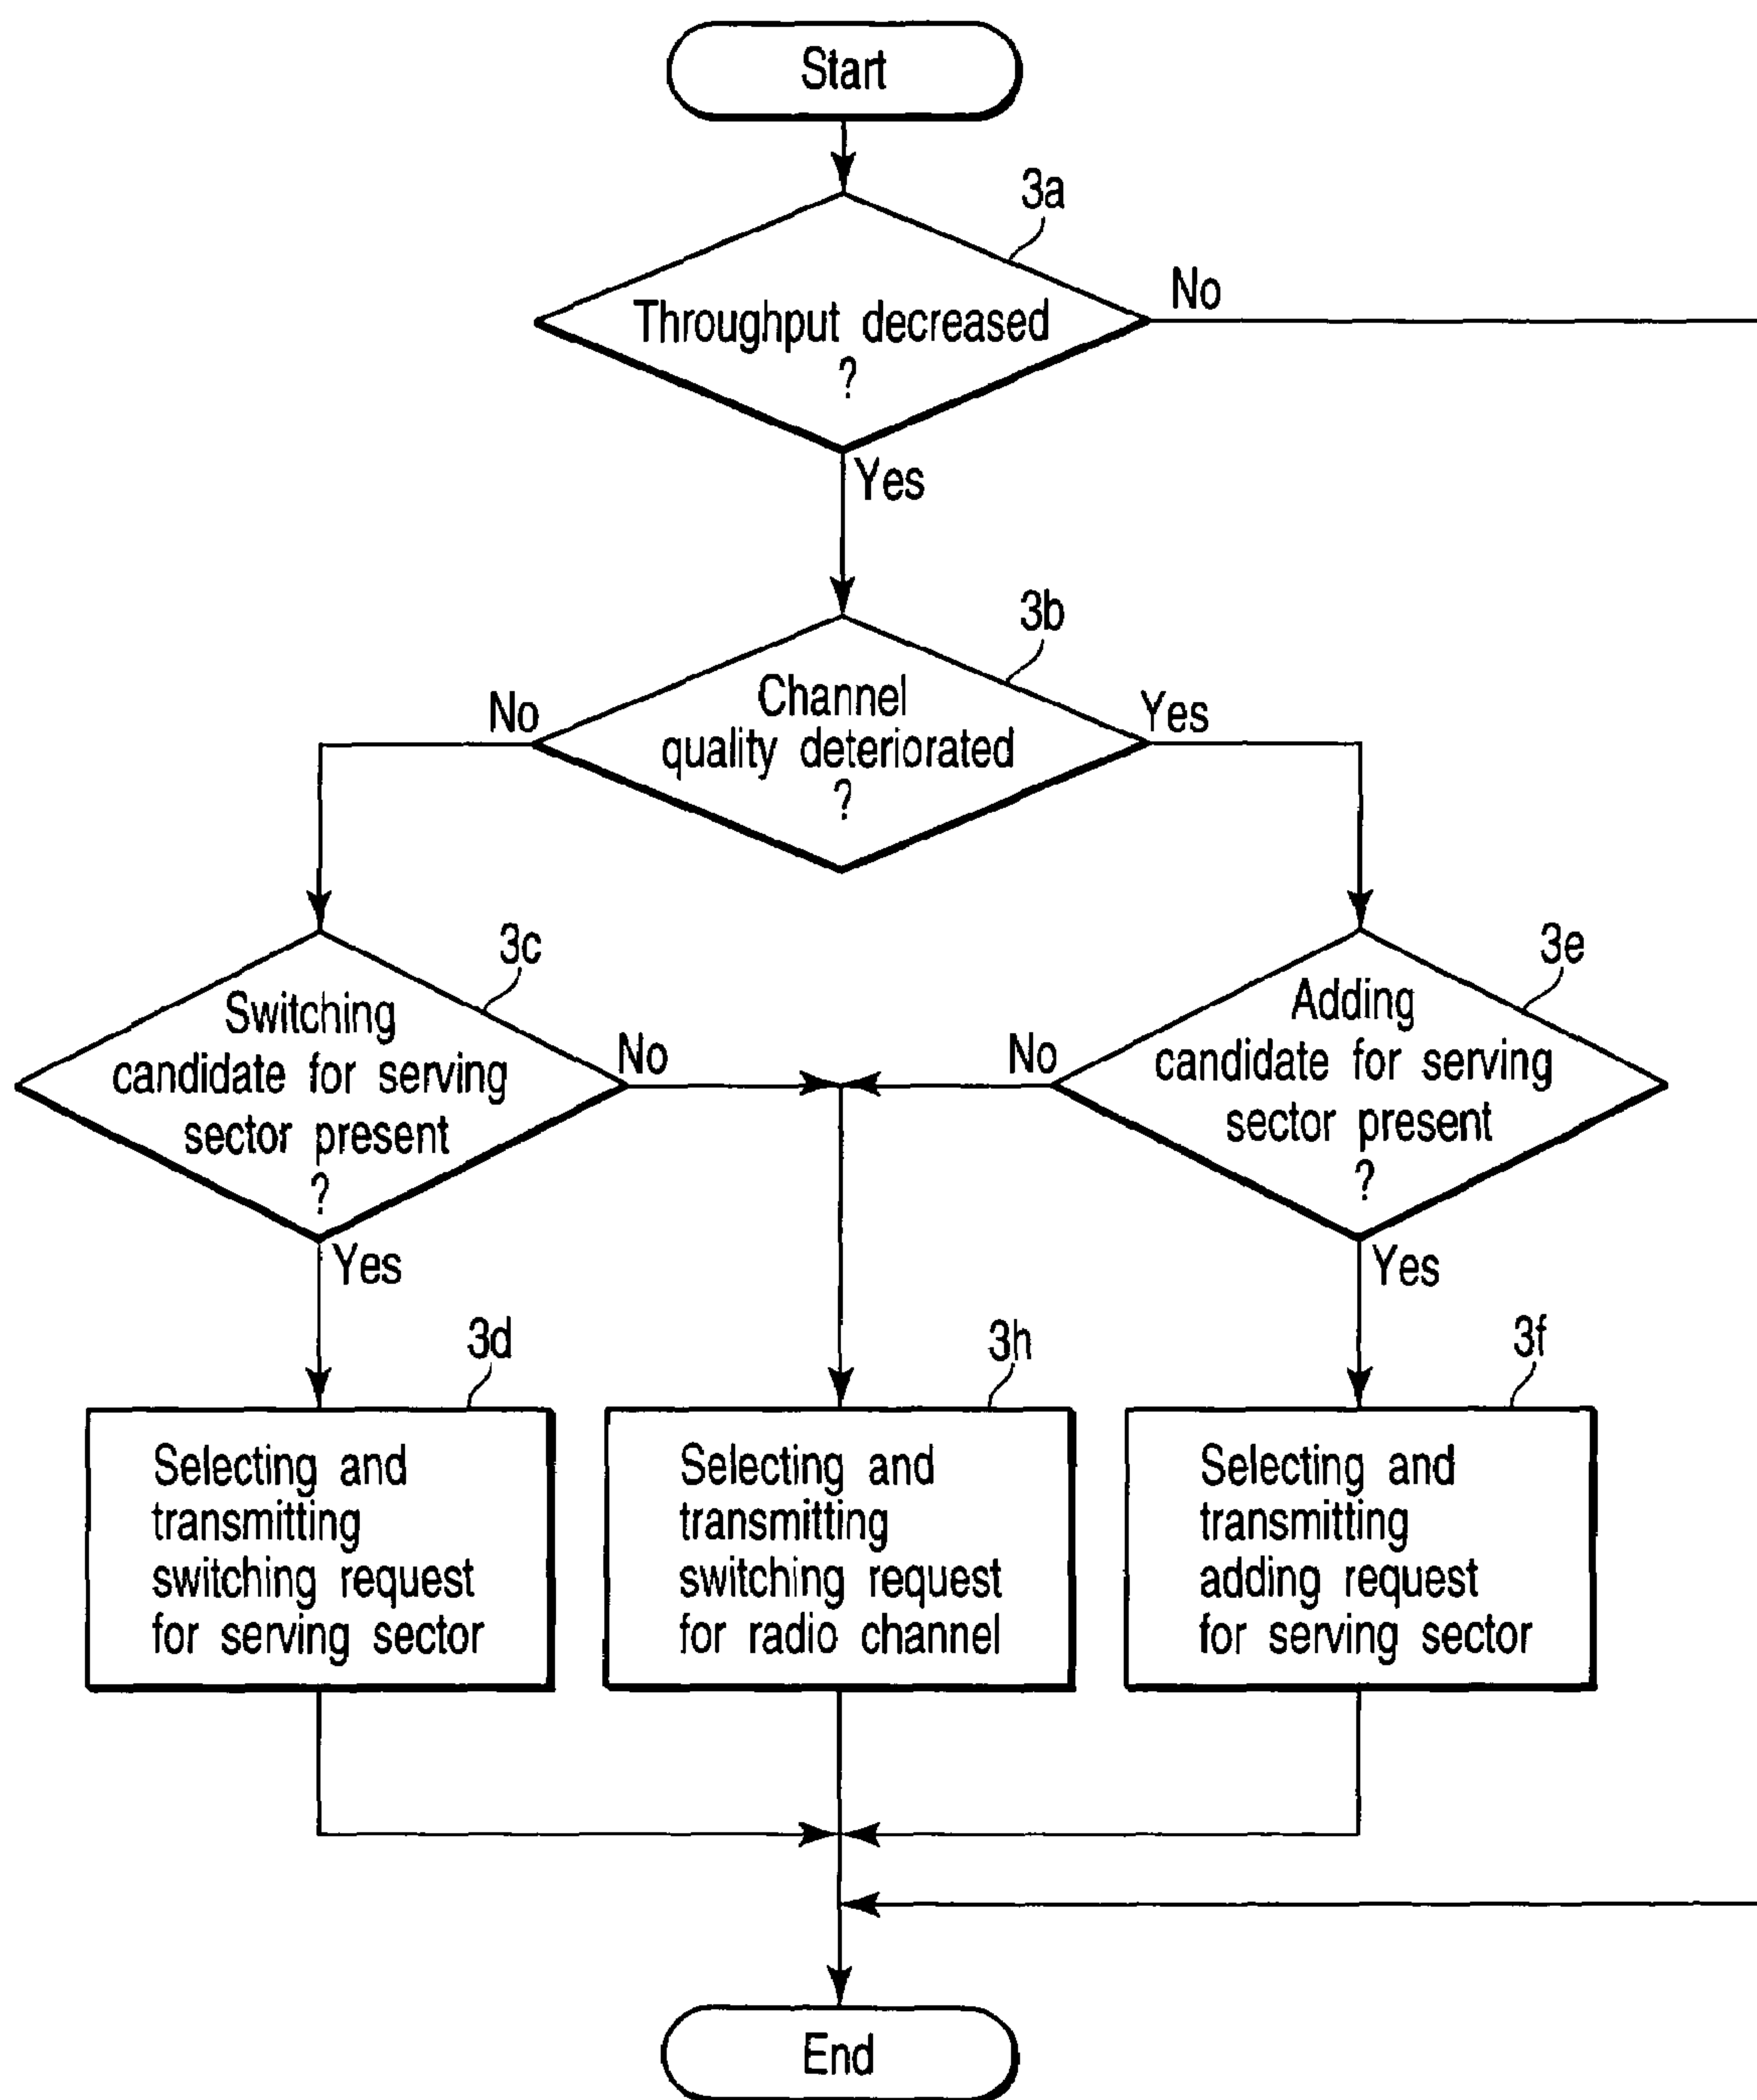 Start
3a
Throughput decreased
?
No
Yes
3b
Channel
quality deteriorated
?
No
Yes
3c
Switching
candidate for serving
sector present
?
No
Yes
3e
Adding
candidate for serving
sector present
?
No
Yes
3d
Selecting and
transmitting
switching request
for serving sector
3h
Selecting and
transmitting
switching request
for radio channel
3f
Selecting and
transmitting
adding request
for serving sector
End